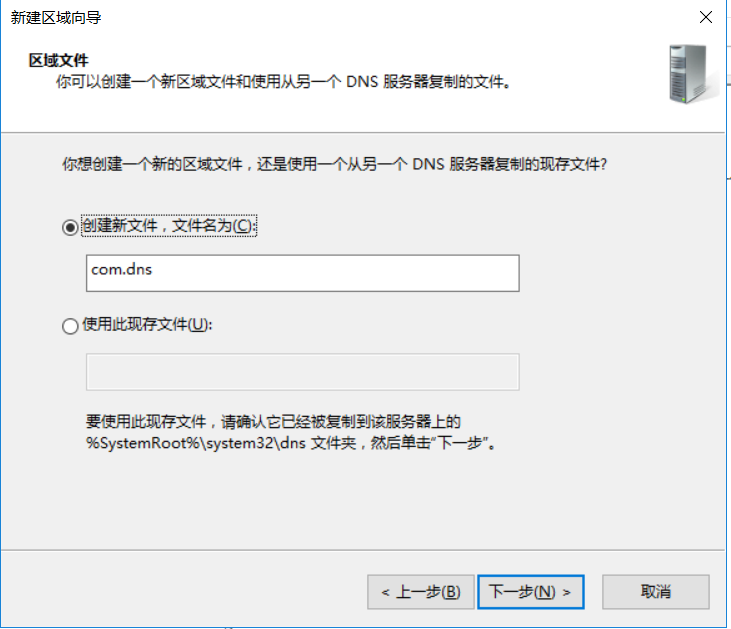 新建区域向导
区域文件
你可以创建一个新区域文件和使用从另一个 DNS 服务器复制的文件。
你想创建一个新的区域文件，还是使用一个从另一个 DNS 服务器复制的现存文件?
创建新文件，文件名为(C):
com.dns
使用此现存文件(U):
要使用此现存文件，请确认它已经被复制到该服务器上的
%SystemRoot%\system32\dns 文件夹，然后单击“下一步”。
< 上一步(B)
下一步(N) >
取消